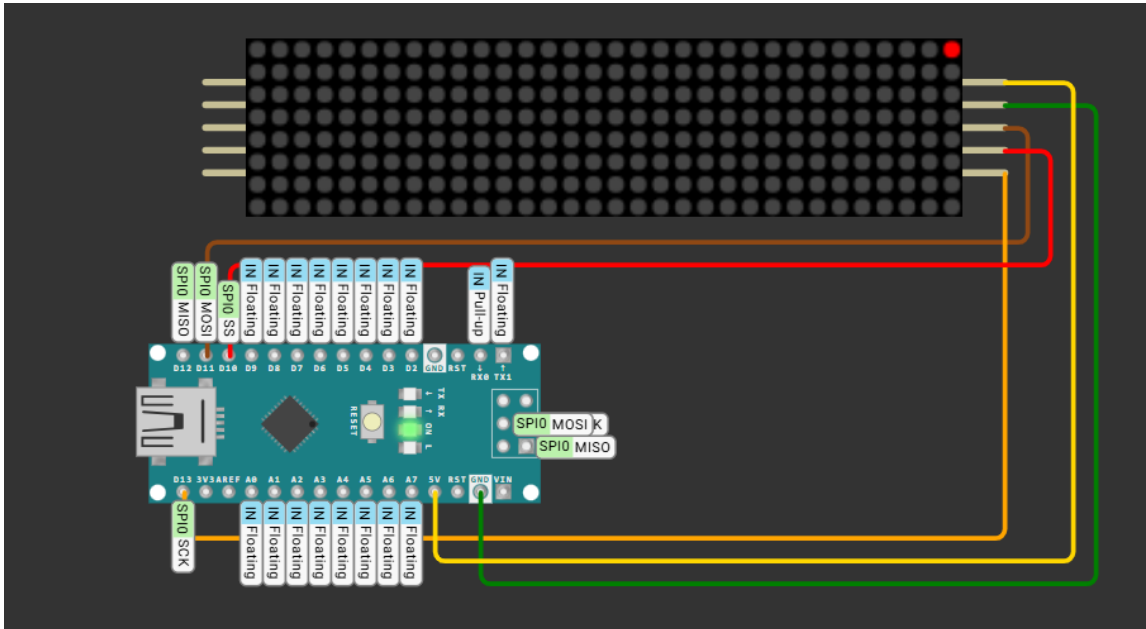 SPI0 MISO
SPI0 MOSI
SPI0 SS
IN Floating
IN Floating
IN Floating
IN Floating
IN Floating
IN Floating
IN Floating
IN Floating
IN Pull-up
IN Floating
D12 D11 D10 D9 D8 D7 D6 D5 D4 D3 D2 GND RST ↓ RX0 ↑ TX1
RESET
↓ TX
↑ RX
ON
L
SPI0 MOSI K
SPI0 MISO
D13 3V3 AREF A0 A1 A2 A3 A4 A5 A6 A7 5V RST GND VIN
SPI0 SCK
IN Floating
IN Floating
IN Floating
IN Floating
IN Floating
IN Floating
IN Floating
IN Floating